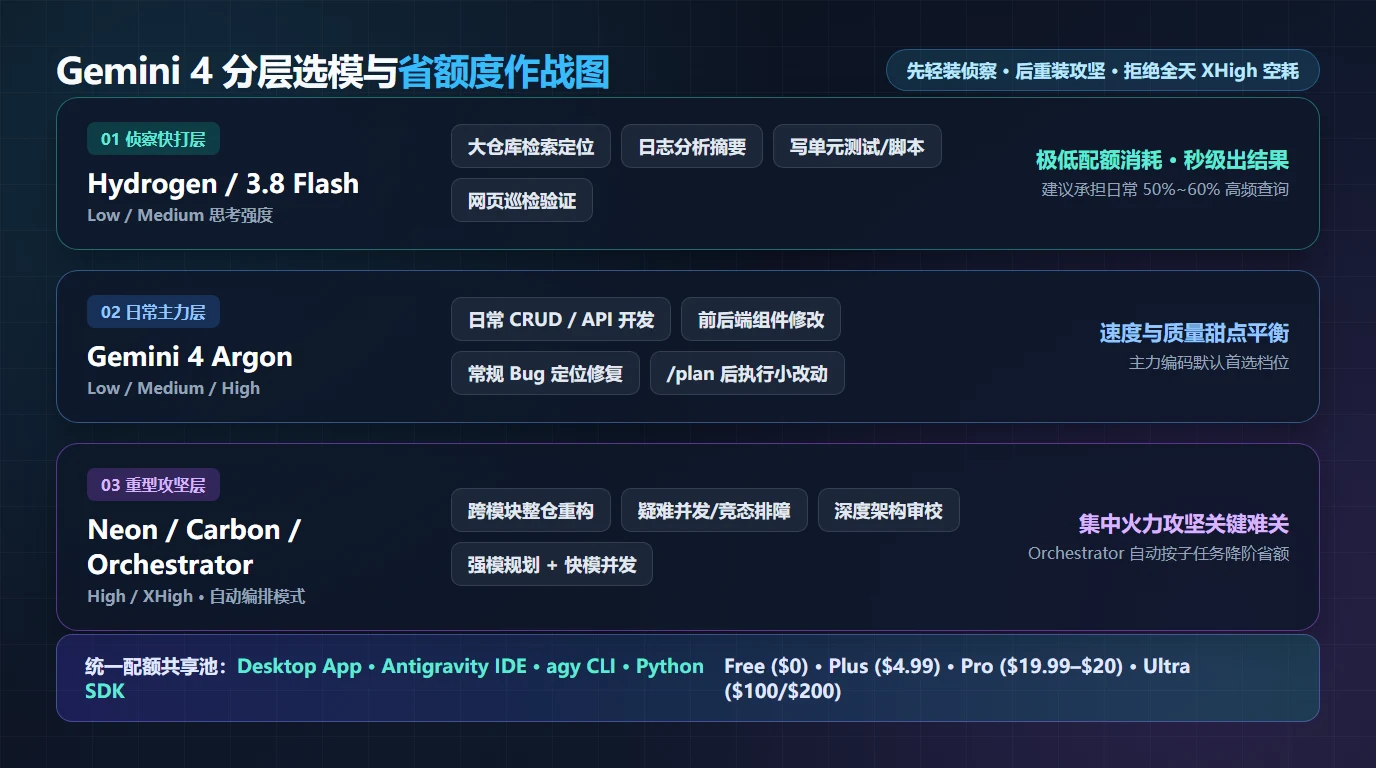 Gemini 4 分层选模与省额度作战图
先轻装侦察 • 后重装攻坚 • 拒绝全天 XHigh 空耗
01 侦察快打层
Hydrogen / 3.8 Flash
Low / Medium 思考强度
大仓库检索定位
日志分析摘要
写单元测试/脚本
网页巡检验证
极低配额消耗 • 秒级出结果
建议承担日常 50%~60% 高频查询
02 日常主力层
Gemini 4 Argon
Low / Medium / High
日常 CRUD / API 开发
前后端组件修改
常规 Bug 定位修复
/plan 后执行小改动
速度与质量甜点平衡
主力编码默认首选档位
03 重型攻坚层
Neon / Carbon /
Orchestrator
High / XHigh • 自动编排模式
跨模块整仓重构
疑难并发/竞态排障
深度架构审校
强模规划 + 快模并发
集中火力攻坚关键难关
Orchestrator 自动按子任务降阶省额
统一配额共享池：Desktop App • Antigravity IDE • agy CLI • Python
SDK
Free ($0) • Plus ($4.99) • Pro ($19.99–$20) • Ultra
($100/$200)